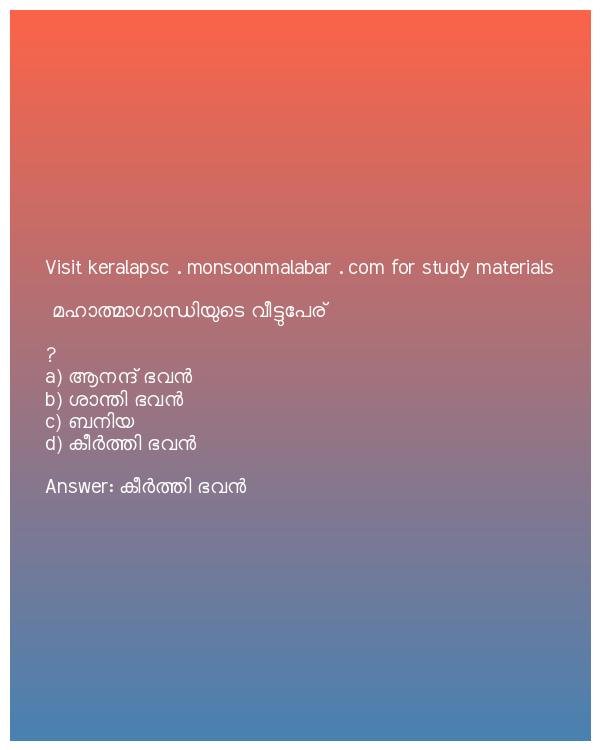 Visit keralapsc . monsoonmalabar . com for study materials
മഹാത്മാഗാന്ധിയുടെ വീട്ടുപേര്
?
a) ആനന്ദ് ഭവൻ
b) ശാന്തി ഭവൻ
c) ബനിയ
d) കീർത്തി ഭവൻ
Answer: കീർത്തി ഭവൻ